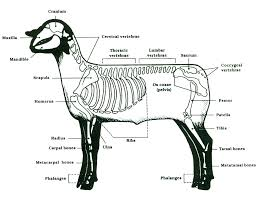 Cranium
Maxilla
Cervical vertebrae
Mandible
Thoracic
vertebrae
Lumbar
vertebrae
Sacrum
Coccygeal
vertebrae
Scapula
Os coxae
(pelvis)
Humerus
Femur
Patella
Tibia
Radius
Ulna
Ribs
Carpal bones
Tarsal bones
Metacarpal bones
Metatarsal bones
Phalanges
Phalanges